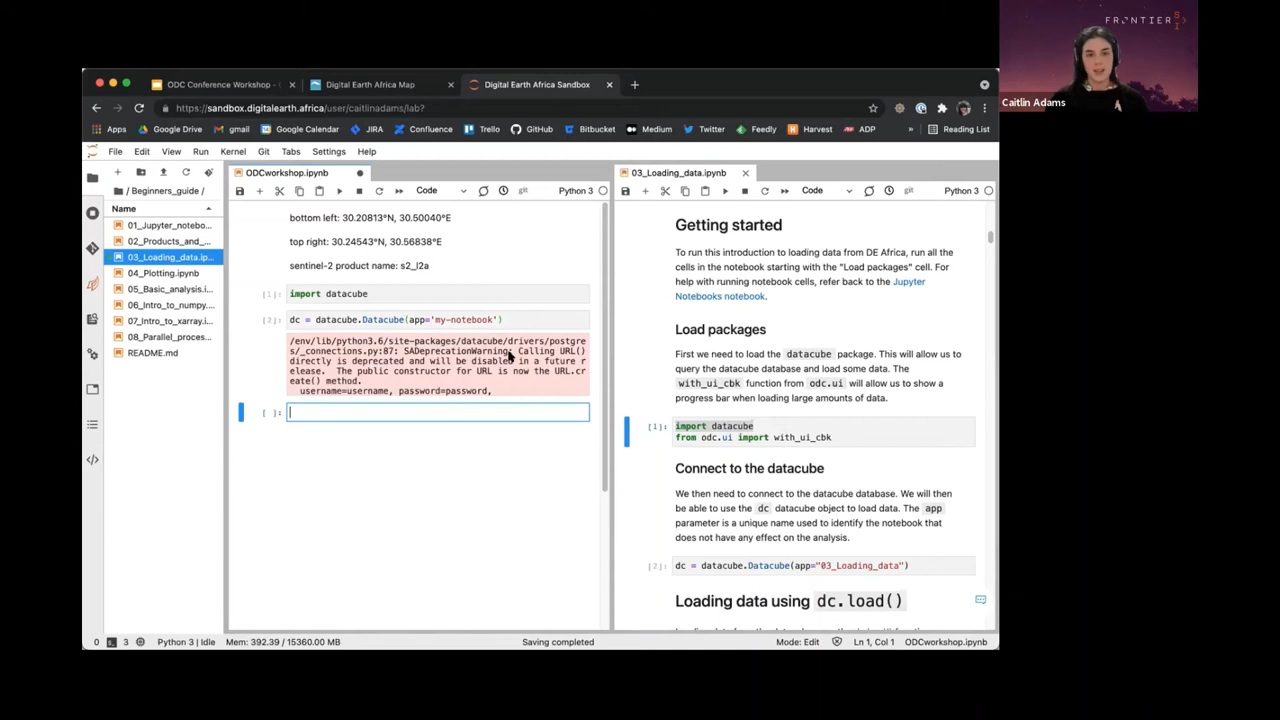 FRONTIER SI
Caitlin Adams
ODC Conference Workshop - 
Digital Earth Africa Map
Digital Earth Africa Sandbox
https://sandbox.digitalearth.africa/user/caitlinadams/lab?
Apps
Google Drive
gmail
Google Calendar
JIRA
Confluence
Trello
GitHub
Bitbucket
Medium
Twitter
Feedly
Harvest
ADP
»
Reading List
File
Edit
View
Run
Kernel
Git
Tabs
Settings
Help
/ Beginners_guide /
Name
01_Jupyter_notebo...
02_Products_and_...
03_Loading_data.ip...
04_Plotting.ipynb
05_Basic_analysis.i...
06_Intro_to_numpy...
07_Intro_to_xarray.i...
08_Parallel_proces...
README.md
ODCworkshop.ipynb
Code
git
Python 3
bottom left: 30.20813°N, 30.50040°E
top right: 30.24543°N, 30.56838°E
sentinel-2 product name: s2_l2a
[1]: import datacube
[2]: dc = datacube.Datacube(app='my-notebook')
/env/lib/python3.6/site-packages/datacube/drivers/postgre
s/_connections.py:87: SADeprecationWarning: Calling URL()
directly is deprecated and will be disabled in a future r
elease. The public constructor for URL is now the URL.cr
eate() method.
username=username, password=password,
[ ]:
03_Loading_data.ipynb
Code
git
Python 3
Getting started
To run this introduction to loading data from DE Africa, run all the
cells in the notebook starting with the "Load packages" cell. For
help with running notebook cells, refer back to the Jupyter
Notebooks notebook.
Load packages
First we need to load the datacube package. This will allow us to
query the datacube database and load some data. The
with_ui_cbk function from odc.ui will allow us to show a
progress bar when loading large amounts of data.
[1]: import datacube
from odc.ui import with_ui_cbk
Connect to the datacube
We then need to connect to the datacube database. We will then
be able to use the dc datacube object to load data. The app
parameter is a unique name used to identify the notebook that
does not have any effect on the analysis.
[2]: dc = datacube.Datacube(app="03_Loading_data")
Loading data using dc.load()
0
3
Python 3 | Idle
Mem: 392.39 / 15360.00 MB
Saving completed
Mode: Edit
Ln 1, Col 1
ODCworkshop.ipynb